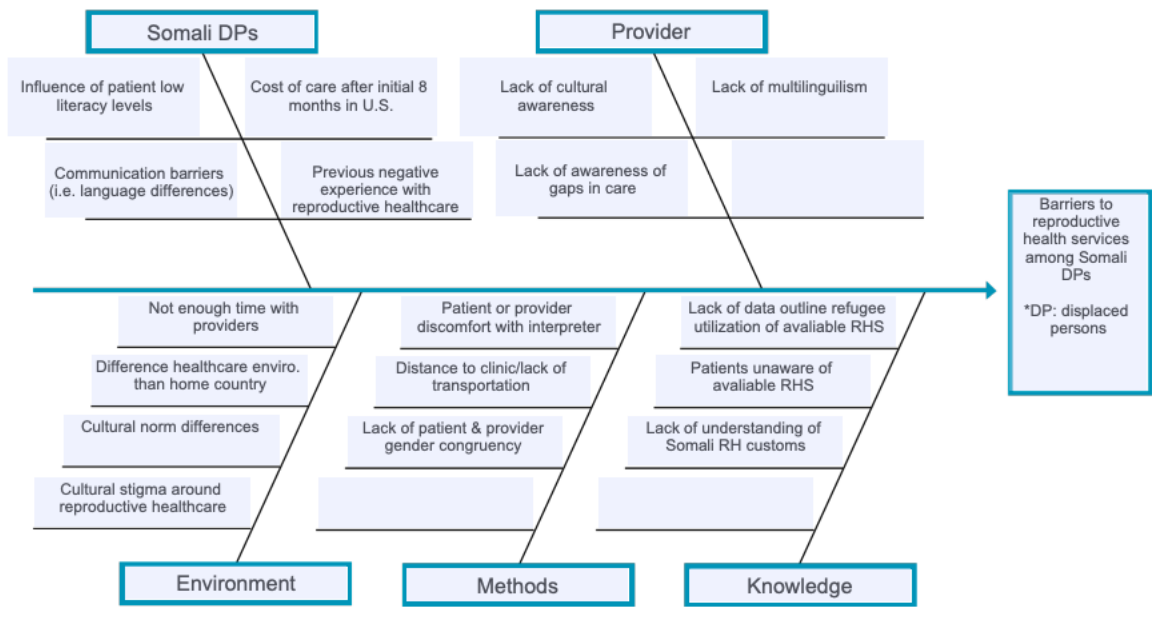 Somali DPs
Provider
Influence of patient low
literacy levels
Cost of care after initial 8
months in U.S.
Lack of cultural
awareness
Lack of multilinguilism
Communication barriers
(i.e. language differences)
Previous negative
experience with
reproductive healthcare
Lack of awareness of
gaps in care
Barriers to
reproductive
health services
among Somali
DPs
*DP: displaced
persons
Not enough time with
providers
Patient or provider
discomfort with interpreter
Lack of data outline refugee
utilization of avaliable RHS
Difference healthcare enviro.
than home country
Distance to clinic/lack of
transportation
Patients unaware of
avaliable RHS
Cultural norm differences
Lack of patient & provider
gender congruency
Lack of understanding of
Somali RH customs
Cultural stigma around
reproductive healthcare
Environment
Methods
Knowledge